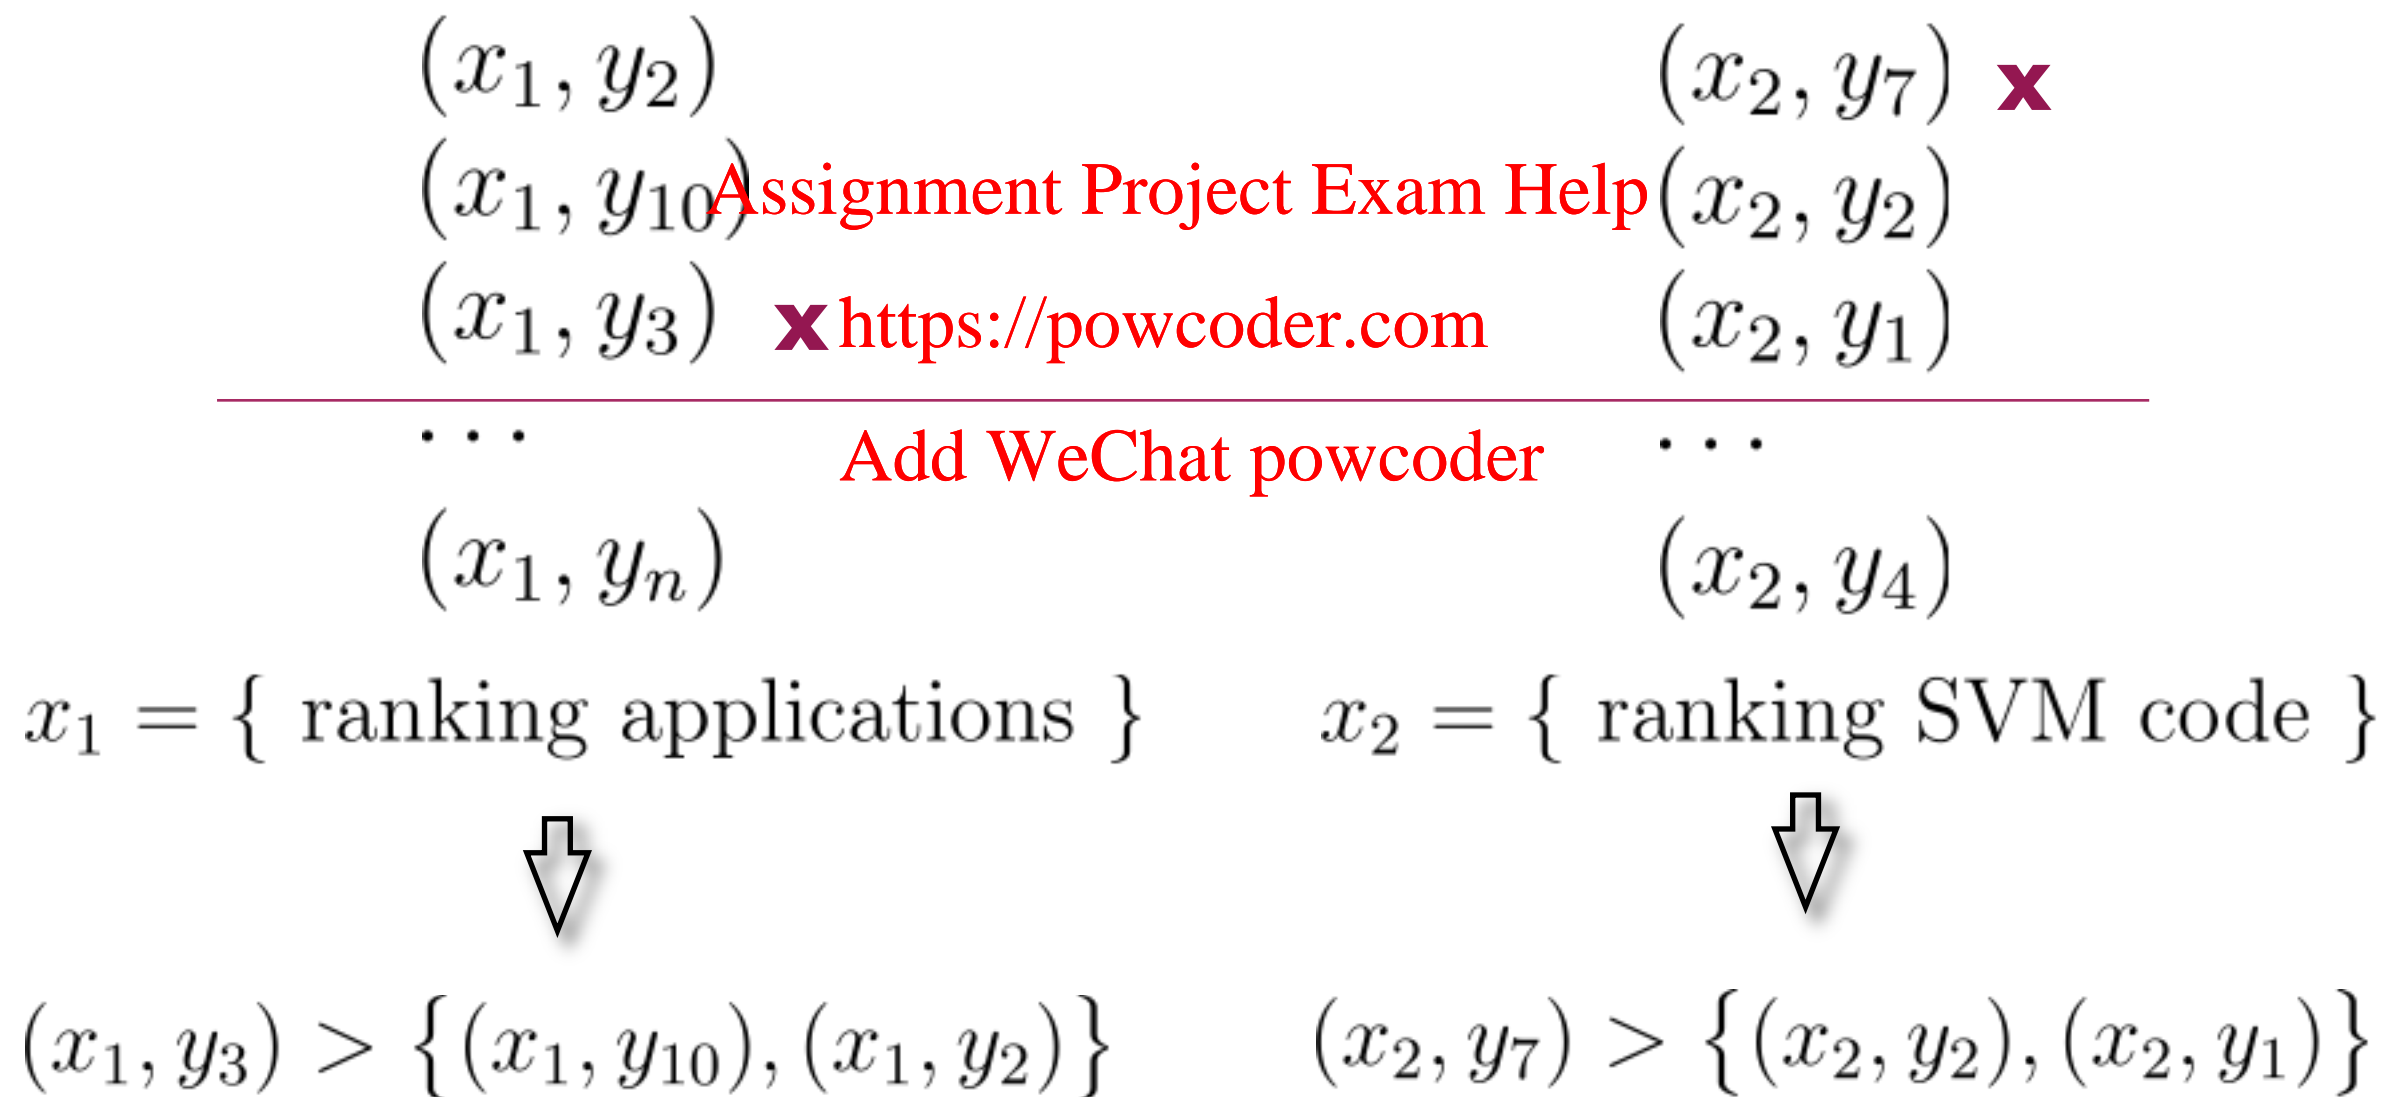 (x₁, y₂) (x₂, y₇) x
(x₁, y₁₀) Assignment Project Exam Help (x₂, y₂)
(x₁, y₃) x https://powcoder.com (x₂, y₁)
... Add WeChat powcoder ...
(x₁, yₙ) (x₂, y₄)
x₁ = { ranking applications } x₂ = { ranking SVM code }
(x₁, y₃) > {(x₁, y₁₀), (x₁, y₂)} (x₂, y₇) > {(x₂, y₂), (x₂, y₁)}